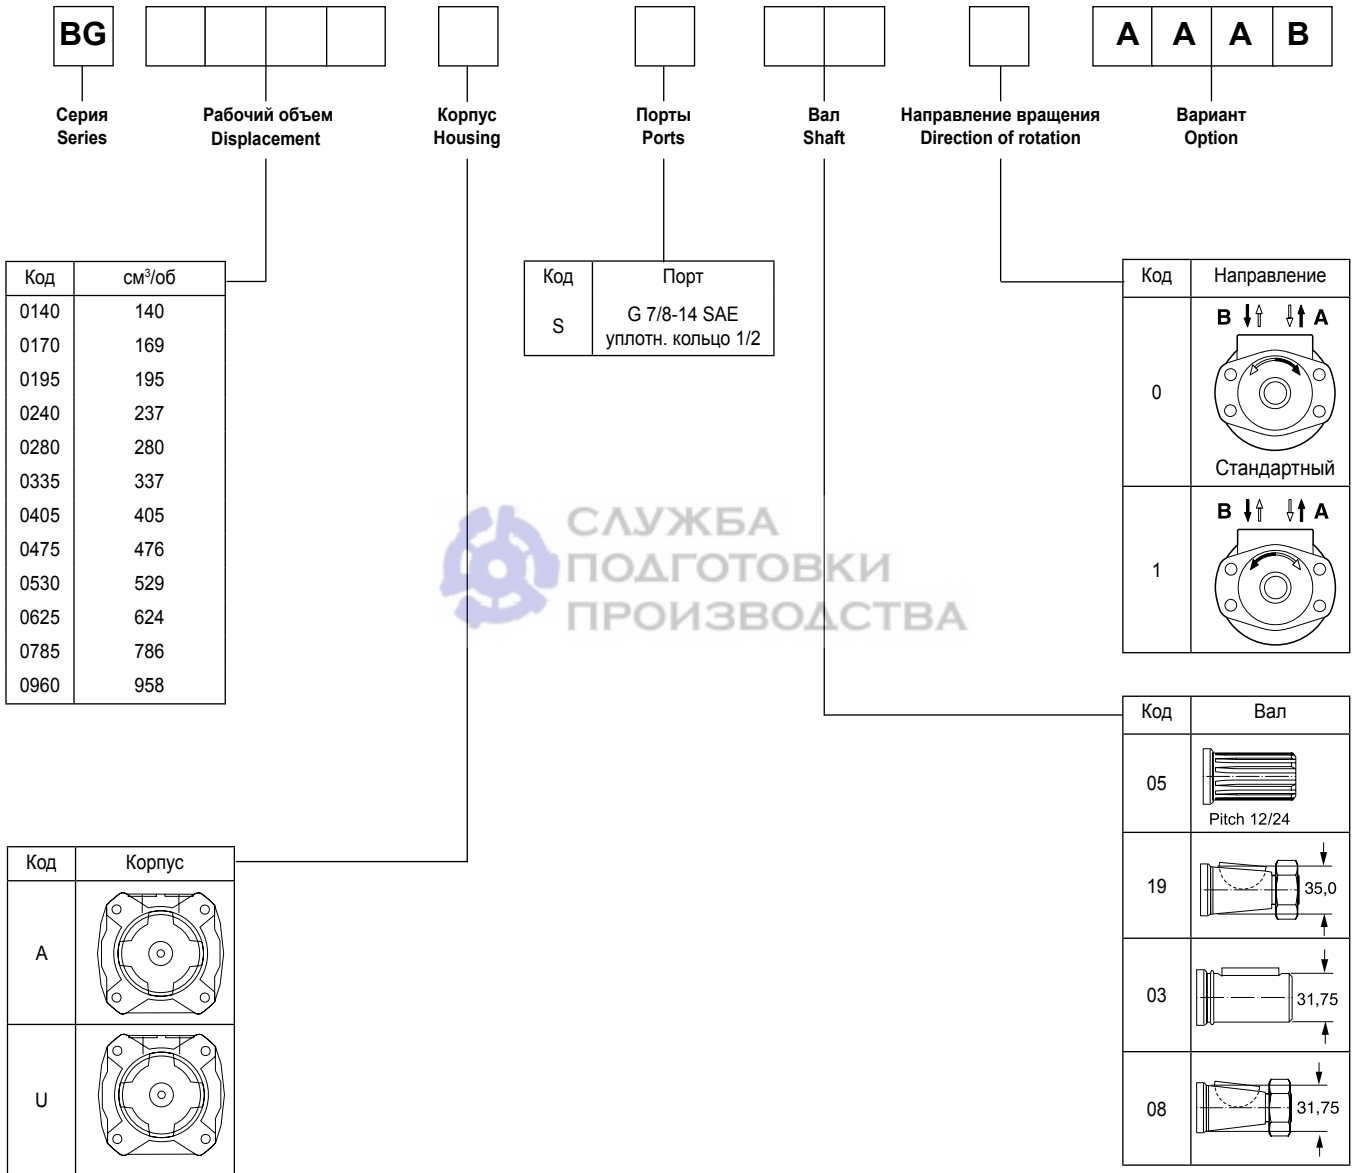 BG A A A B
Серия Рабочий объем Корпус Порты Вал Направление вращения Вариант
Series Displacement Housing Ports Shaft Direction of rotation Option
Код см³/об
0140 140
0170 169
0195 195
0240 237
0280 280
0335 337
0405 405
0475 476
0530 529
0625 624
0785 786
0960 958
Код Порт
S G 7/8-14 SAE
уплотн. кольцо 1/2
Код Направление
B A
0
Стандартный
B A
1
СЛУЖБА
ПОДГОТОВКИ
ПРОИЗВОДСТВА
Код Вал
05
Pitch 12/24
19 35,0
03 31,75
08 31,75
Код Корпус
A
U